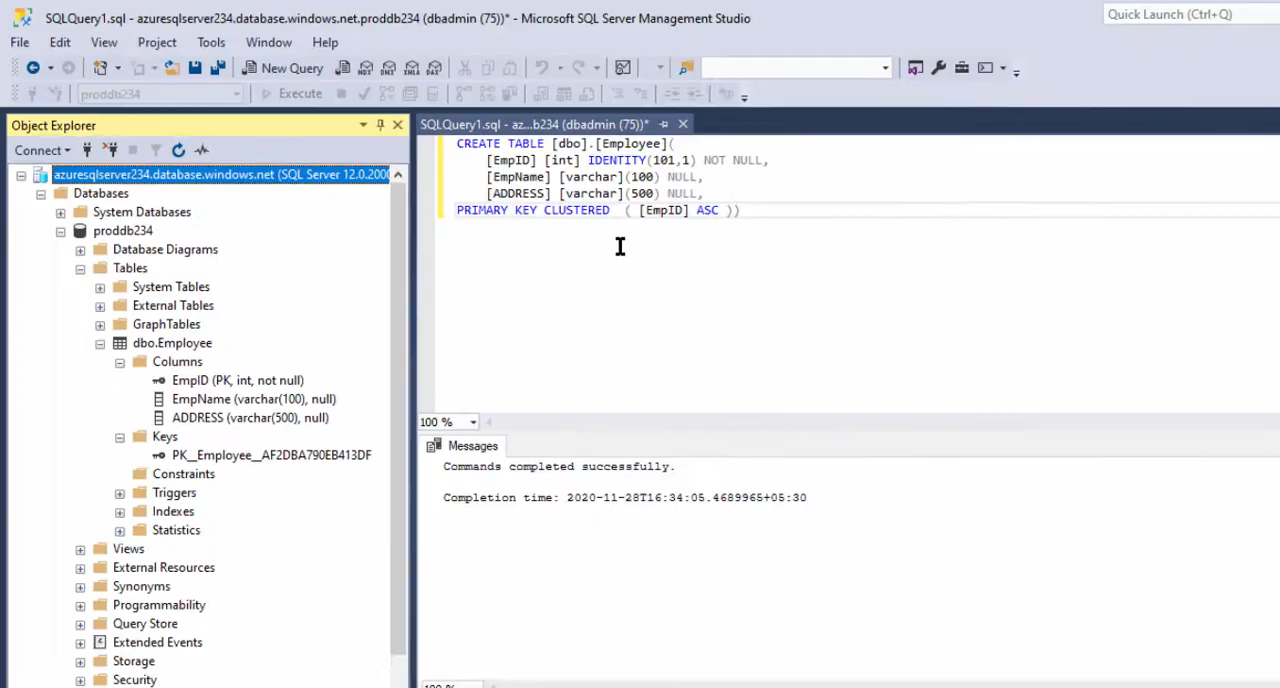 SQLQuery1.sql - azuresqlserver234.database.windows.net.proddb234 (dbadmin (75))* - Microsoft SQL Server Management Studio
Quick Launch (Ctrl+Q)
File Edit View Project Tools Window Help
New Query
proddb234
Execute
Object Explorer
Connect
azuresqlserver234.database.windows.net (SQL Server 12.0.2000
Databases
System Databases
proddb234
Database Diagrams
Tables
System Tables
External Tables
GraphTables
dbo.Employee
Columns
EmpID (PK, int, not null)
EmpName (varchar(100), null)
ADDRESS (varchar(500), null)
Keys
PK__Employee__AF2DBA790EB413DF
Constraints
Triggers
Indexes
Statistics
Views
External Resources
Synonyms
Programmability
Query Store
Extended Events
Storage
Security
SQLQuery1.sql - az...b234 (dbadmin (75))*
CREATE TABLE [dbo].[Employee](
[EmpID] [int] IDENTITY(101,1) NOT NULL,
[EmpName] [varchar](100) NULL,
[ADDRESS] [varchar](500) NULL,
PRIMARY KEY CLUSTERED ( [EmpID] ASC ))
100 %
Messages
Commands completed successfully.
Completion time: 2020-11-28T16:34:05.4689965+05:30
100 %